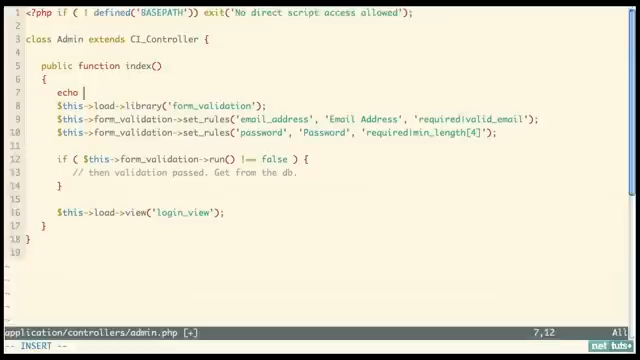 1 <?php if ( ! defined('BASEPATH')) exit('No direct script access allowed');
2
3 class Admin extends CI_Controller {
4
5 public function index()
6 {
7 echo
8 $this->load->library('form_validation');
9 $this->form_validation->set_rules('email_address', 'Email Address', 'required|valid_email');
10 $this->form_validation->set_rules('password', 'Password', 'required|min_length[4]');
11
12 if ( $this->form_validation->run() !== false ) {
13 // then validation passed. Get from the db.
14 }
15
16 $this->load->view('login_view');
17 }
18 }
19
~
~
~
~
~
application/controllers/admin.php [+] 7,12 All
-- INSERT --
nettuts+